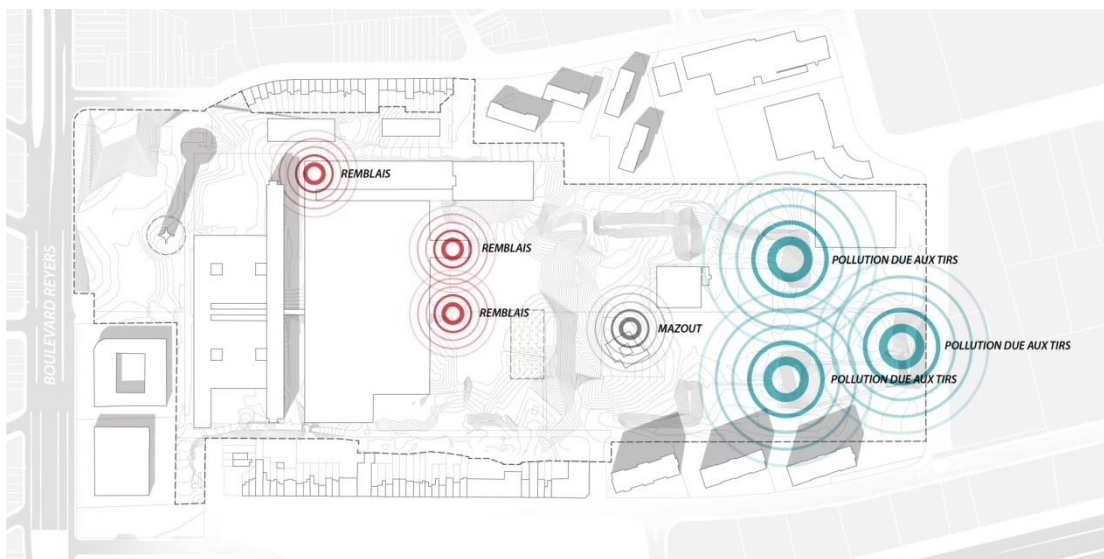 REMBLAIS
REMBLAIS
POLLUTION DUE AUX TIRS
REMBLAIS
MAZOUT
POLLUTION DUE AUX TIRS
POLLUTION DUE AUX TIRS
BOULEVARD REYERS